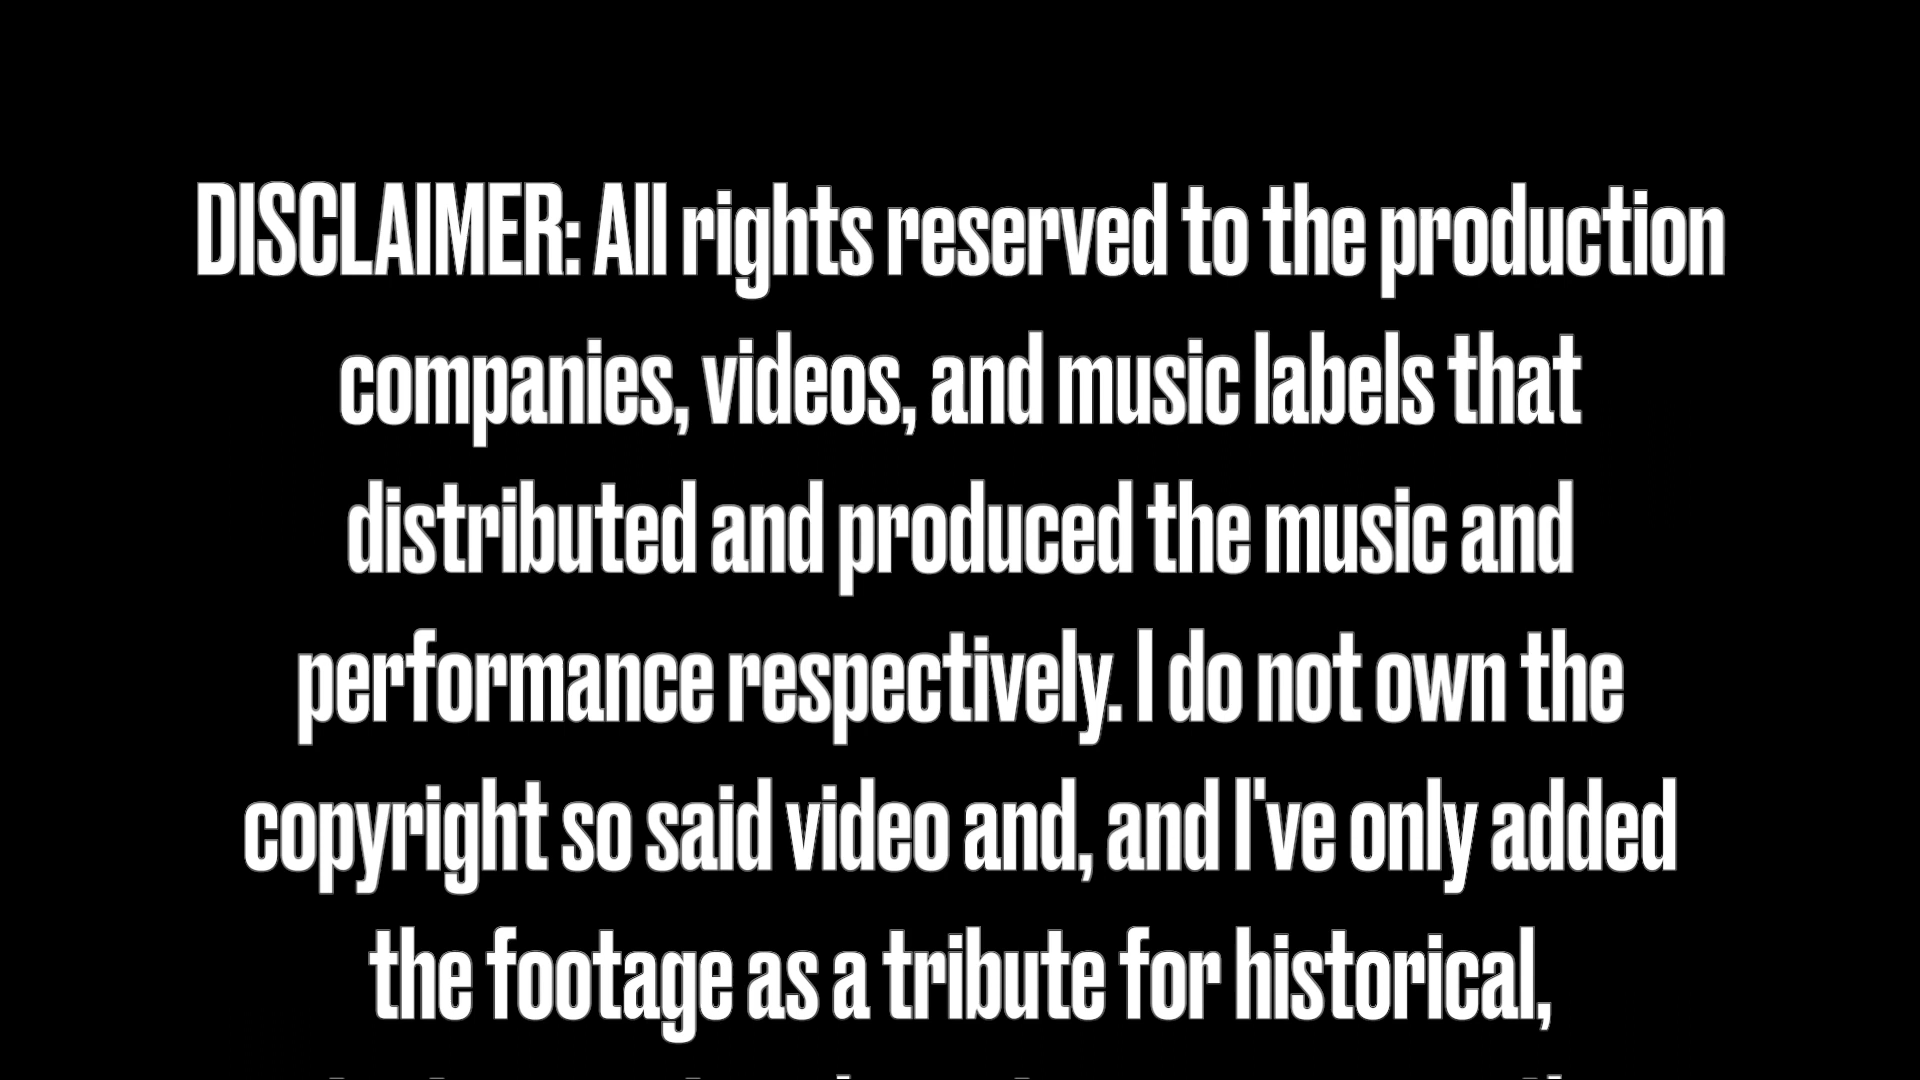 DISCLAIMER: All rights reserved to the production
companies, videos, and music labels that
distributed and produced the music and
performance respectively. I do not own the
copyright so said video and, and I've only added
the footage as a tribute for historical,